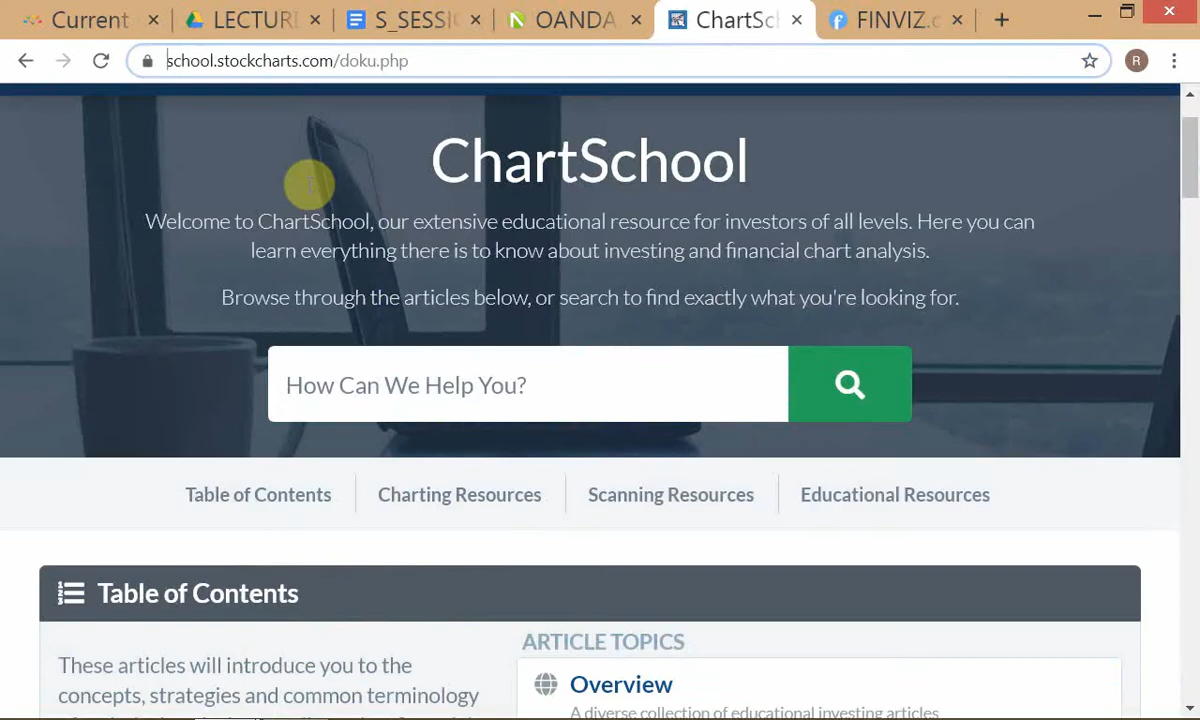 Current
LECTURI
S_SESSI
OANDA
ChartSc
FINVIZ.c
school.stockcharts.com/doku.php
R
ChartSchool
Welcome to ChartSchool, our extensive educational resource for investors of all levels. Here you can
learn everything there is to know about investing and financial chart analysis.
Browse through the articles below, or search to find exactly what you're looking for.
How Can We Help You?
Table of Contents
Charting Resources
Scanning Resources
Educational Resources
Table of Contents
These articles will introduce you to the
concepts, strategies and common terminology
ARTICLE TOPICS
Overview
A diverse collection of educational investing articles